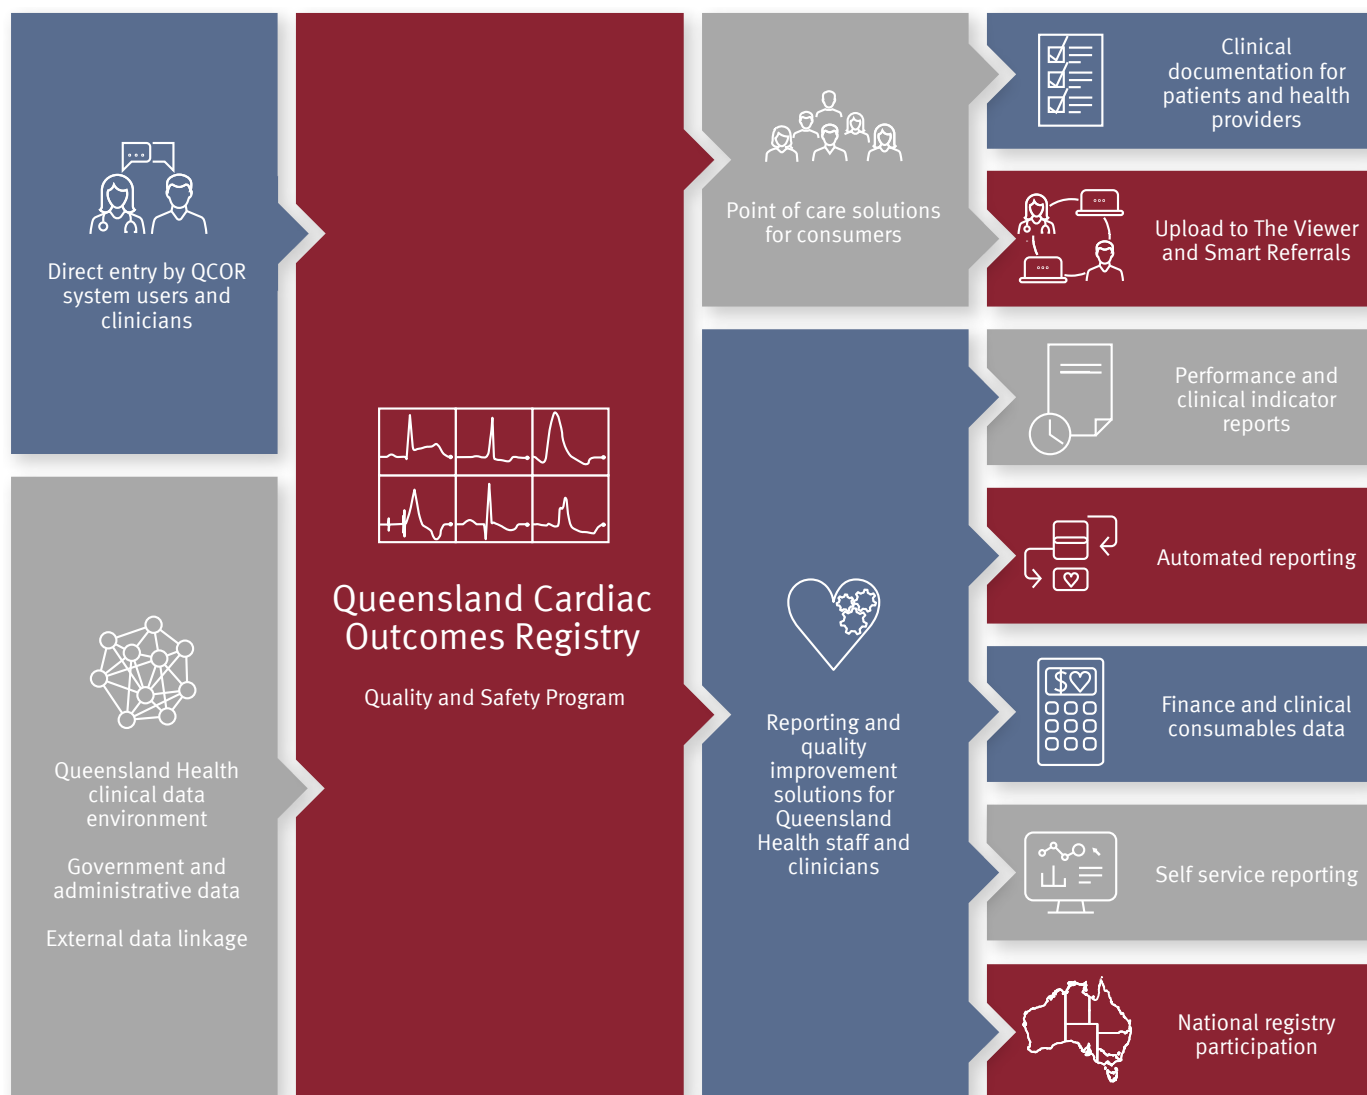 Direct entry by QCOR
system users and
clinicians
Queensland Health
clinical data
environment
Government and
administrative data
External data linkage
Queensland Cardiac
Outcomes Registry
Quality and Safety Program
Point of care solutions
for consumers
Reporting and
quality
improvement
solutions for
Queensland
Health staff and
clinicians
Clinical
documentation for
patients and health
providers
Upload to The Viewer
and Smart Referrals
Performance and
clinical indicator
reports
Automated reporting
$
Finance and clinical
consumables data
Self service reporting
National registry
participation